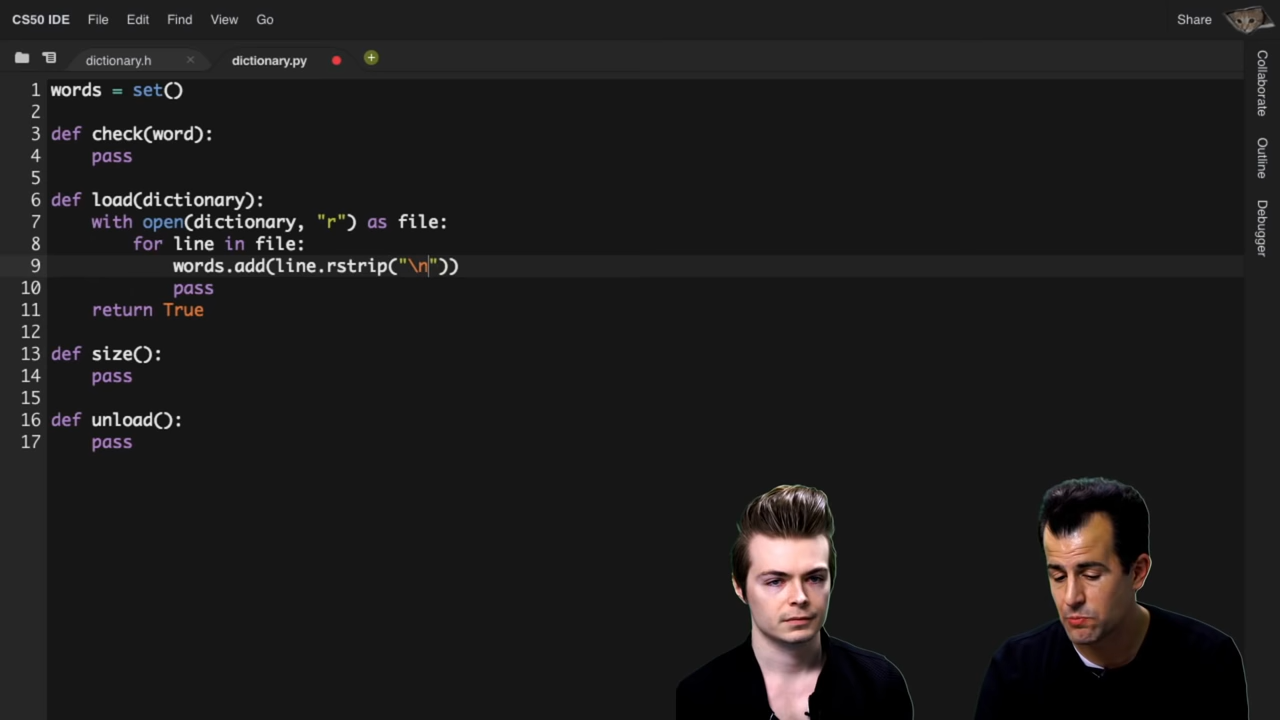 CS50 IDE File Edit Find View Go Share
dictionary.h dictionary.py
1 words = set()
2
3 def check(word):
4     pass
5
6 def load(dictionary):
7     with open(dictionary, "r") as file:
8         for line in file:
9             words.add(line.rstrip("\n"))
10             pass
11     return True
12
13 def size():
14     pass
15
16 def unload():
17     pass
Collaborate
Outline
Debugger